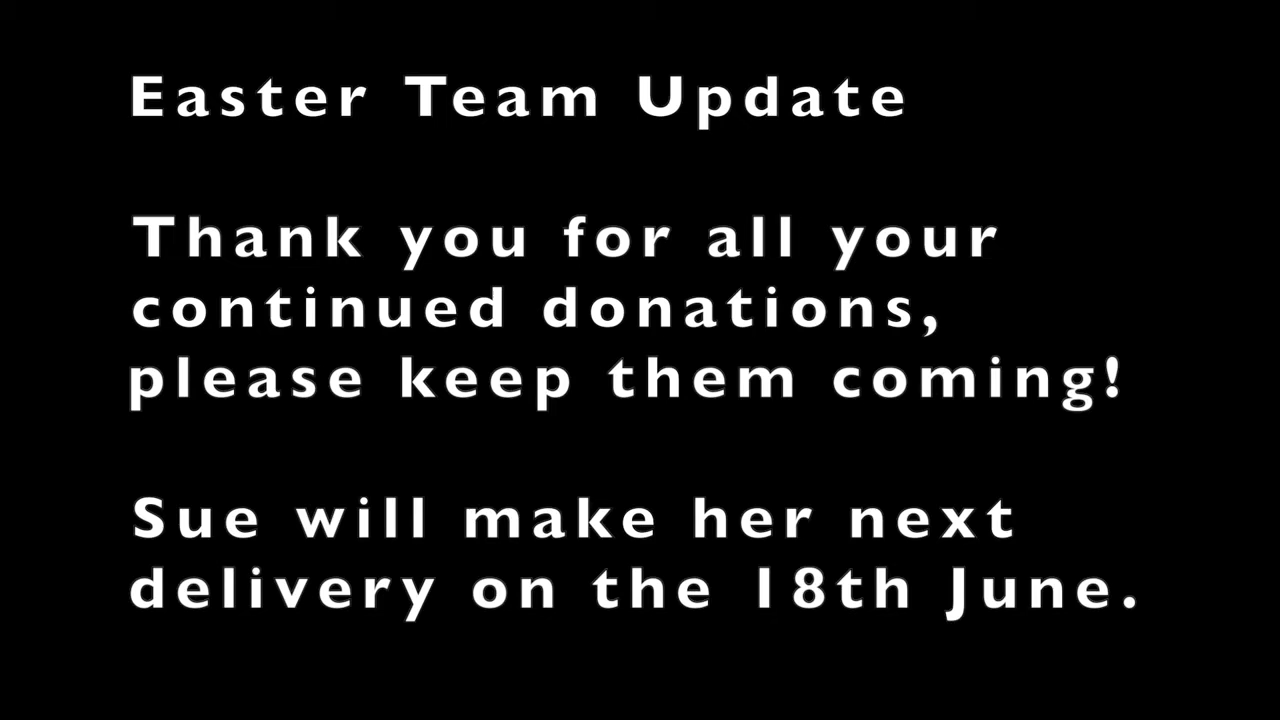 Easter Team Update
Thank you for all your
continued donations,
please keep them coming!
Sue will make her next
delivery on the 18th June.